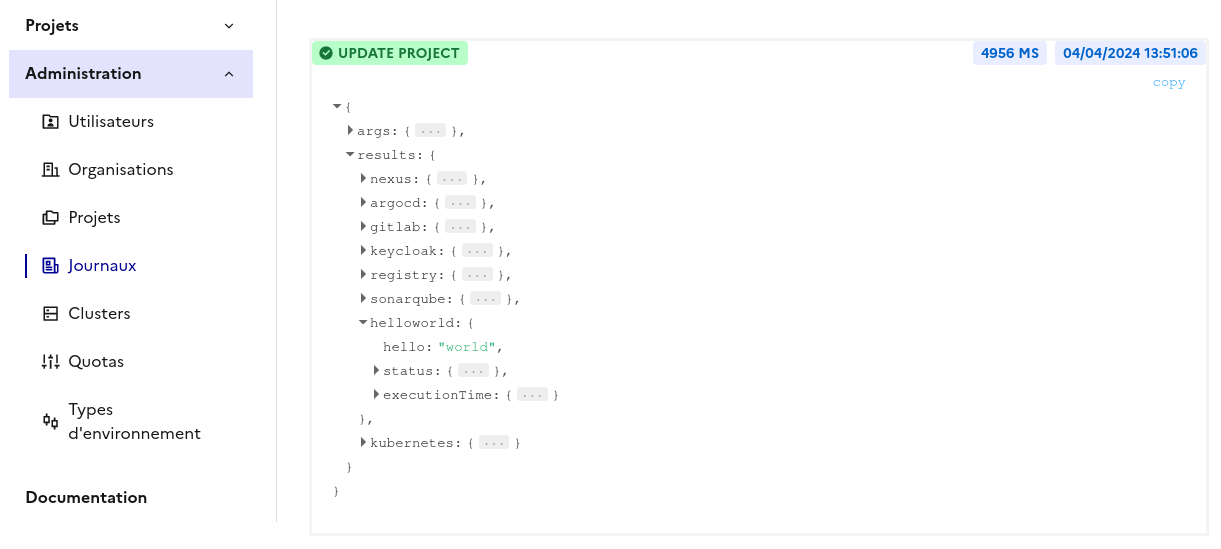 Projets
Administration
Utilisateurs
Organisations
Projets
Journaux
Clusters
Quotas
Types
d'environnement
Documentation
UPDATE PROJECT 4956 MS 04/04/2024 13:51:06
copy
{
args: { ... },
results: {
nexus: { ... },
argocd: { ... },
gitlab: { ... },
keycloak: { ... },
registry: { ... },
sonarqube: { ... },
helloworld: {
hello: "world",
status: { ... },
executionTime: { ... }
},
kubernetes: { ... }
}
}